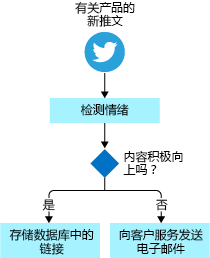 有关产品的
新推文
检测情绪
内容积极向
上吗？
是
否
存储数据库中的
链接
向客户服务发送
电子邮件